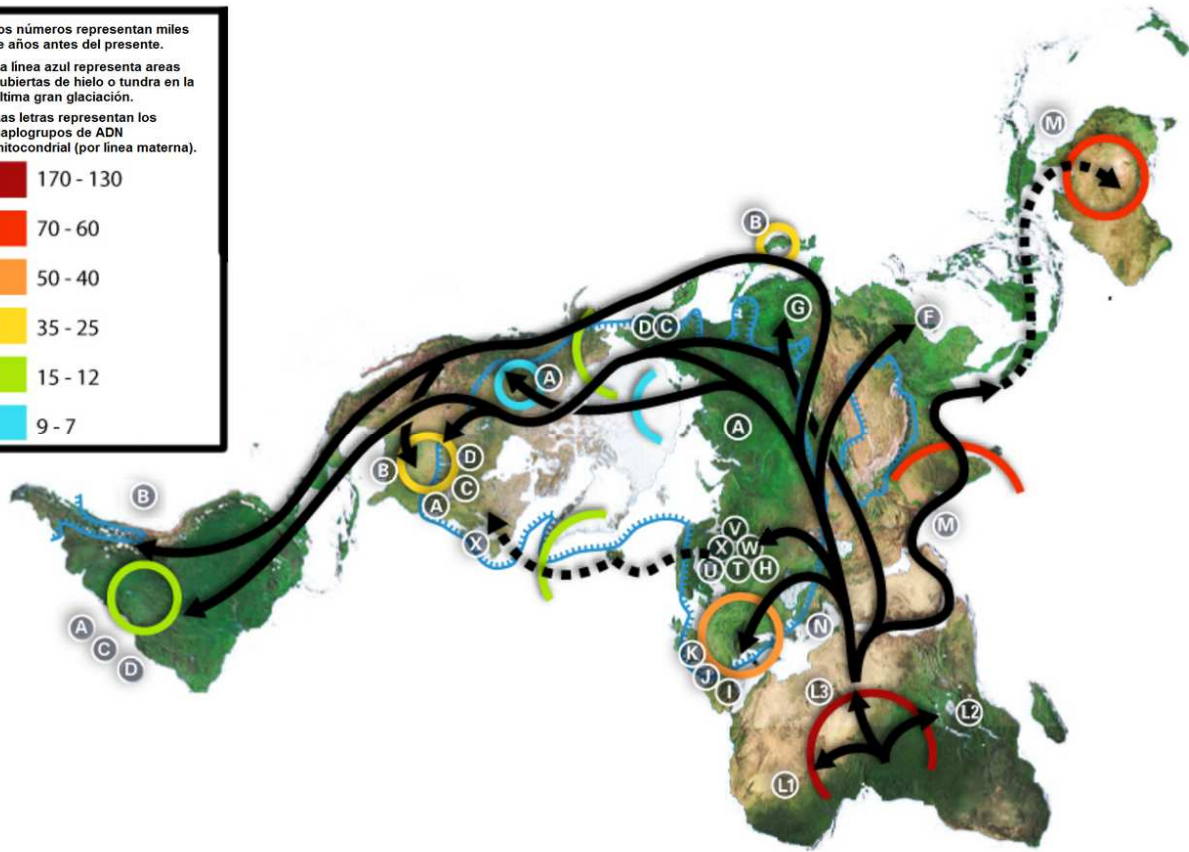 os números representan miles
e años antes del presente.
a línea azul representa areas
ubiertas de hielo o tundra en la
ltima gran glaciación.
as letras representan los
aplogrupos de ADN
itocondrial (por línea materna).
170 - 130
70 - 60
50 - 40
35 - 25
15 - 12
9 - 7
M
B
G
F
D C
A
A
B
D
C
A
B
X
M
V
X W
U T H
A
C
D
K
J
I
N
L3
L2
L1